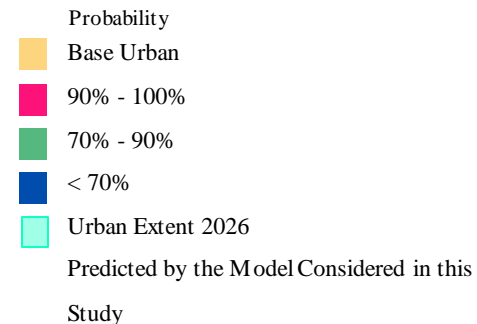 Probability
Base Urban
90% - 100%
70% - 90%
< 70%
Urban Extent 2026
Predicted by the Model Considered in this
Study